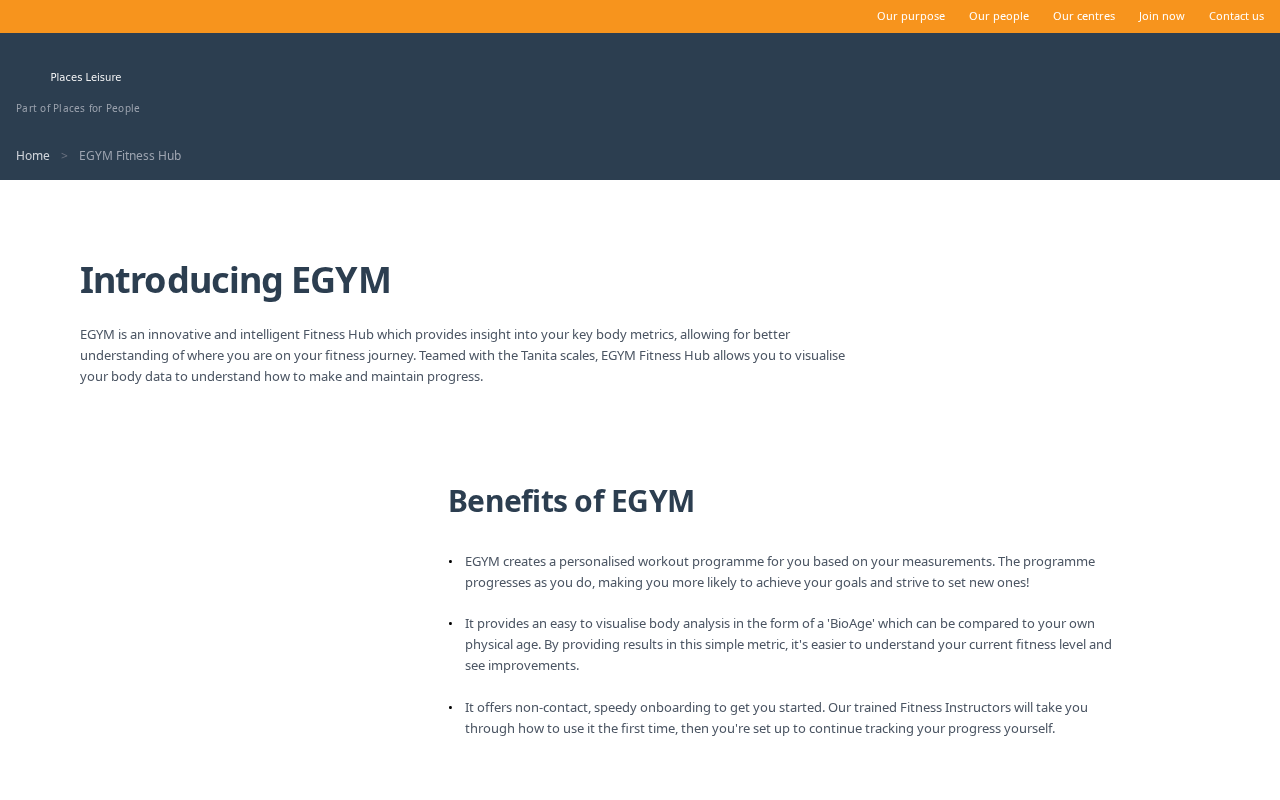 Our purpose Our people Our centres Join now Contact us
Places Leisure
Part of Places for People
Home > EGYM Fitness Hub
Introducing EGYM
EGYM is an innovative and intelligent Fitness Hub which provides insight into your key body metrics, allowing for better
understanding of where you are on your fitness journey. Teamed with the Tanita scales, EGYM Fitness Hub allows you to visualise
your body data to understand how to make and maintain progress.
Benefits of EGYM
• EGYM creates a personalised workout programme for you based on your measurements. The programme
progresses as you do, making you more likely to achieve your goals and strive to set new ones!
• It provides an easy to visualise body analysis in the form of a 'BioAge' which can be compared to your own
physical age. By providing results in this simple metric, it's easier to understand your current fitness level and
see improvements.
• It offers non-contact, speedy onboarding to get you started. Our trained Fitness Instructors will take you
through how to use it the first time, then you're set up to continue tracking your progress yourself.